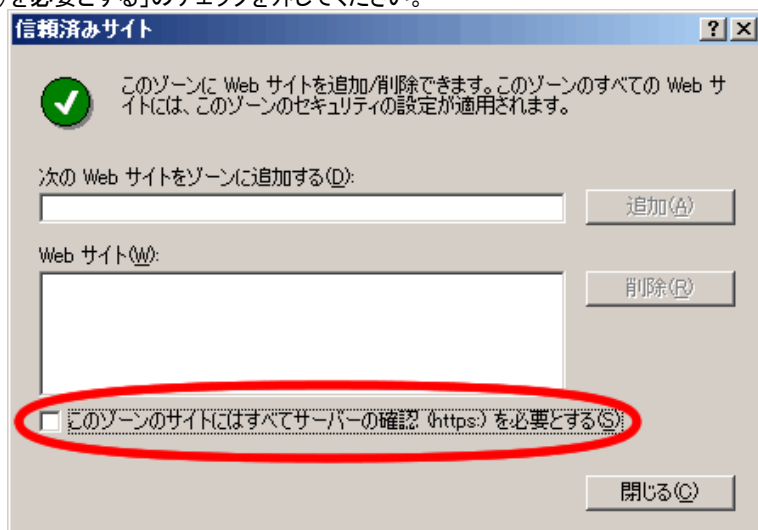 を必要とする」のチェックを外してください。
信頼済みサイト
このゾーンに Web サイトを追加/削除できます。このゾーンのすべての Web サ
イトには、このゾーンのセキュリティの設定が適用されます。
次の Web サイトをゾーンに追加する(D):
追加(A)
Web サイト(W):
削除(R)
このゾーンのサイトにはすべてサーバーの確認 (https:) を必要とする(S)
閉じる(C)